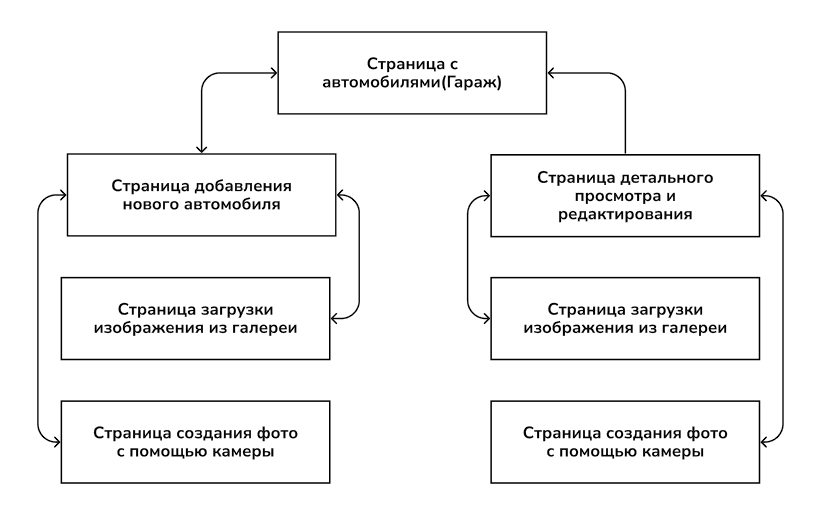 Страница с
автомобилями(Гараж)
Страница добавления
нового автомобиля
Страница детального
просмотра и
редактирования
Страница загрузки
изображения из галереи
Страница загрузки
изображения из галереи
Страница создания фото
с помощью камеры
Страница создания фото
с помощью камеры